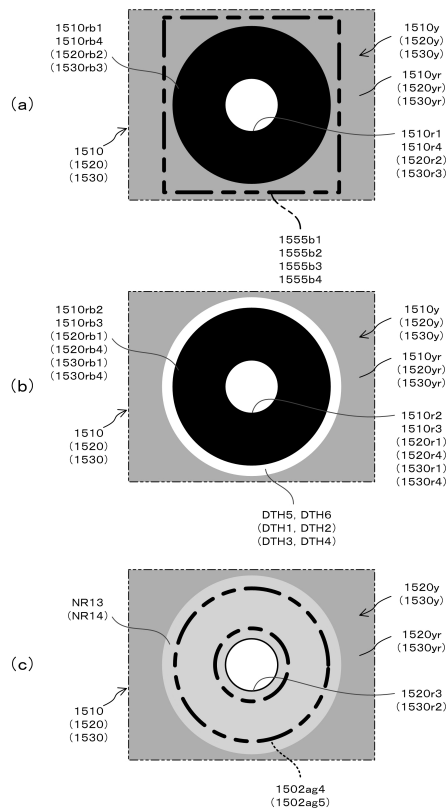 1510rb1
1510rb4
(1520rb2)
(1530rb3)
1510y
(1520y)
(1530y)
1510yr
(1520yr)
(1530yr)
(a)
1510
(1520)
(1530)
1510r1
1510r4
(1520r2)
(1530r3)
1555b1
1555b2
1555b3
1555b4
1510rb2
1510rb3
(1520rb1)
(1520rb4)
(1530rb1)
(1530rb4)
1510y
(1520y)
(1530y)
1510yr
(1520yr)
(1530yr)
(b)
1510
(1520)
(1530)
1510r2
1510r3
(1520r1)
(1520r4)
(1530r1)
(1530r4)
DTH5, DTH6
(DTH1, DTH2)
(DTH3, DTH4)
NR13
(NR14)
1520y
(1530y)
1520yr
(1530yr)
(c)
1510
(1520)
(1530)
1520r3
(1530r2)
1502ag4
(1502ag5)